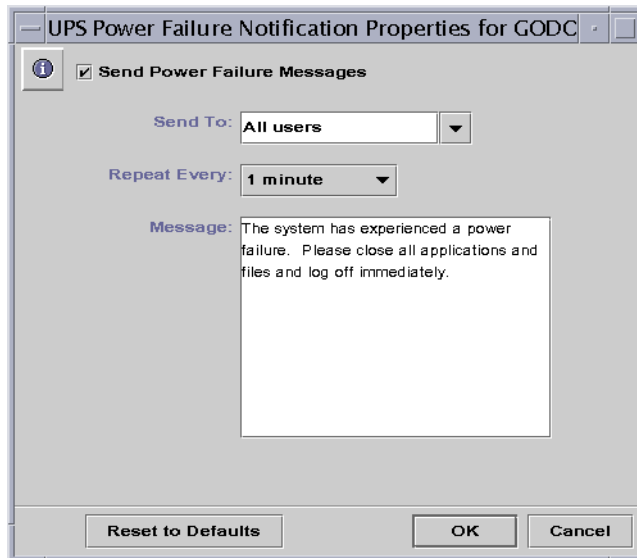 UPS Power Failure Notification Properties for GODC
Send Power Failure Messages
Send To: All users
Repeat Every: 1 minute
Message: The system has experienced a power
failure. Please close all applications and
files and log off immediately.
Reset to Defaults OK Cancel